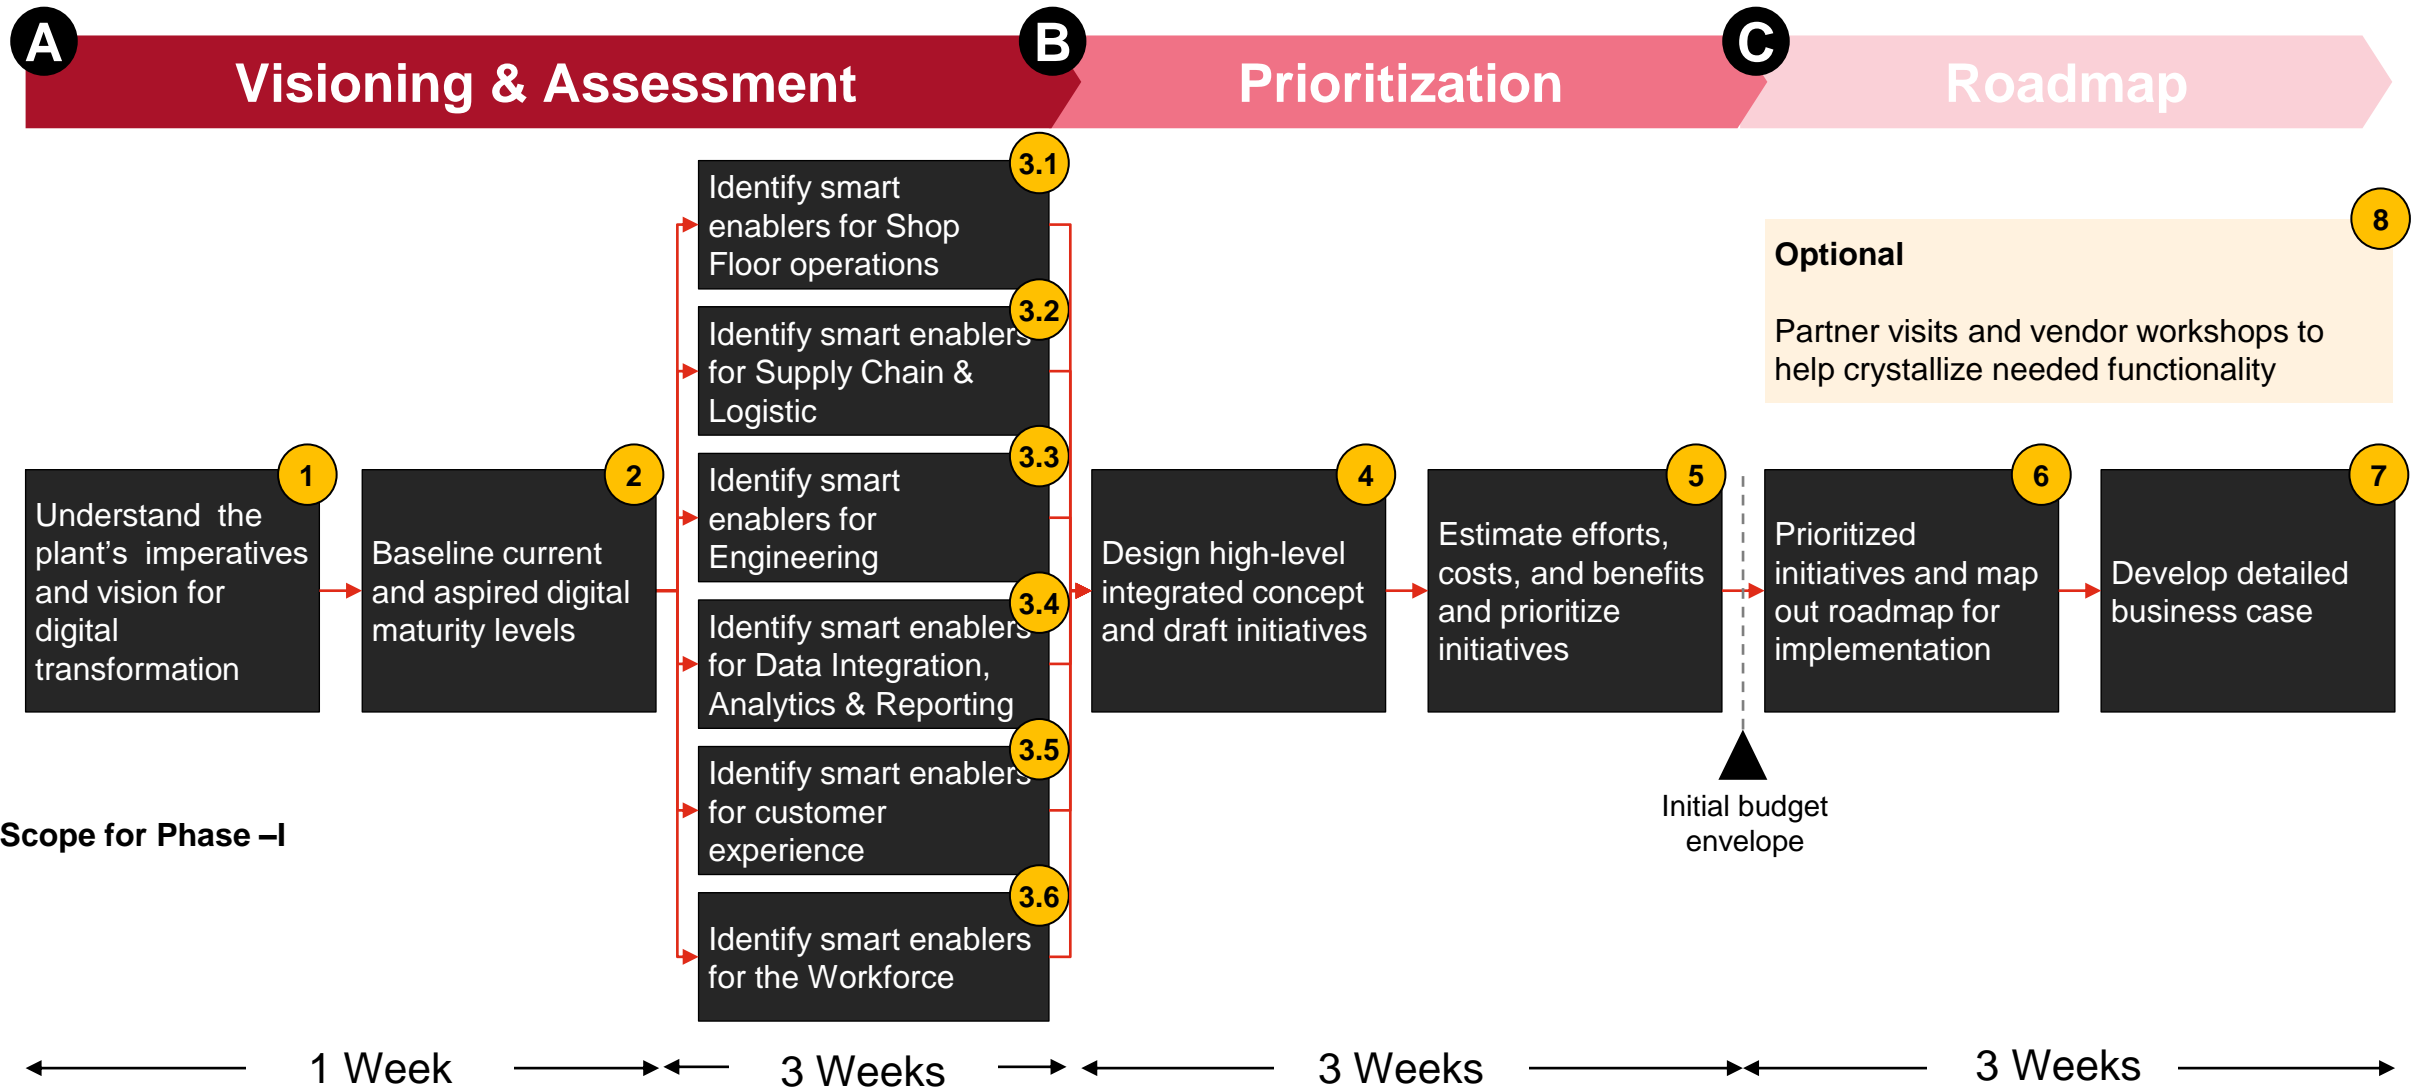 A
B
C
Visioning & Assessment
Prioritization
Roadmap
1
Understand the
plant's imperatives
and vision for
digital
transformation
2
Baseline current
and aspired digital
maturity levels
3.1
Identify smart
enablers for Shop
Floor operations
3.2
Identify smart enablers
for Supply Chain &
Logistic
3.3
Identify smart
enablers for
Engineering
3.4
Identify smart enablers
for Data Integration,
Analytics & Reporting
3.5
Identify smart enablers
for customer
experience
3.6
Identify smart enablers
for the Workforce
4
Design high-level
integrated concept
and draft initiatives
5
Estimate efforts,
costs, and benefits
and prioritize
initiatives
Initial budget
envelope
6
Prioritized
initiatives and map
out roadmap for
implementation
7
Develop detailed
business case
8
Optional
Partner visits and vendor workshops to
help crystallize needed functionality
Scope for Phase –I
1 Week
3 Weeks
3 Weeks
3 Weeks